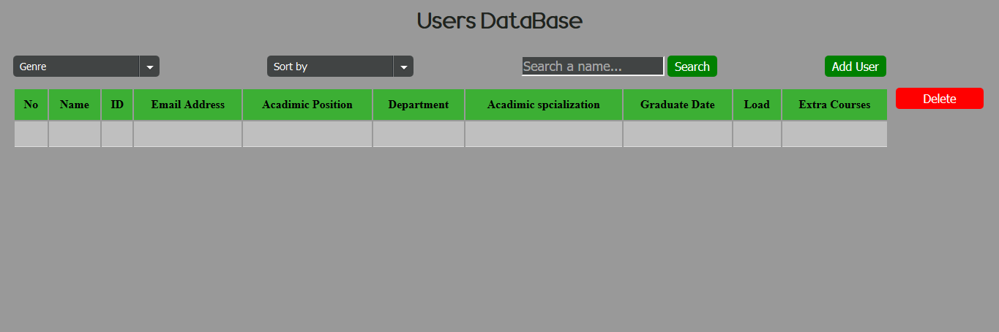 Users DataBase
Genre Sort by Search a name... Search Add User
No Name ID Email Address Acadimic Position Department Acadimic spcialization Graduate Date Load Extra Courses Delete